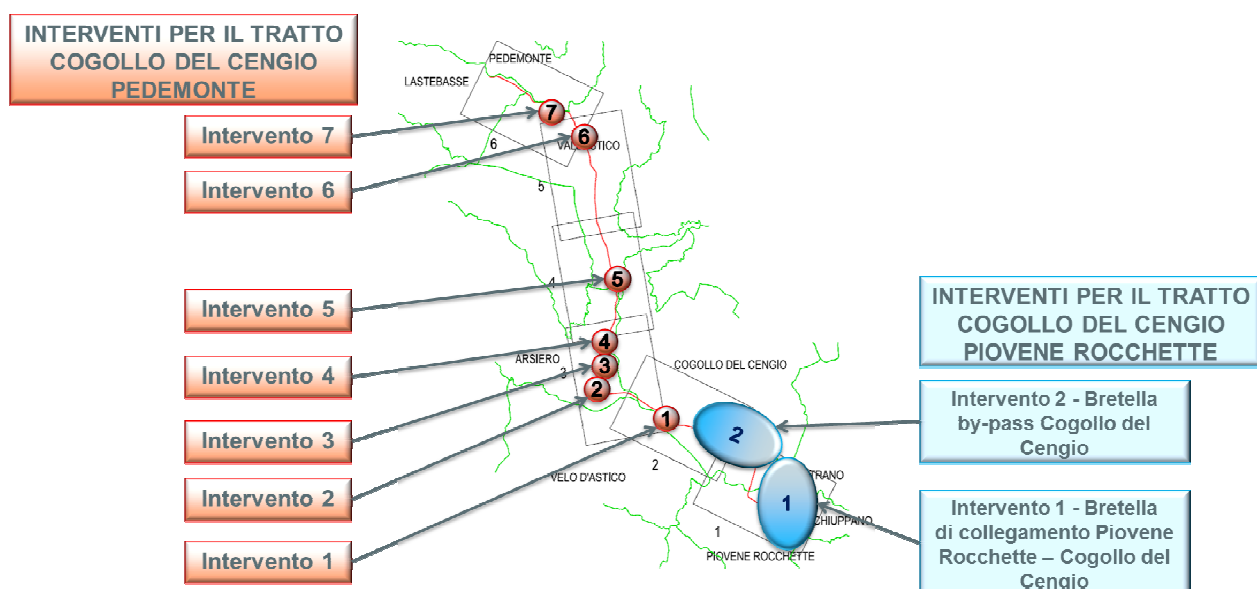 INTERVENTI PER IL TRATTO
COGOLLO DEL CENGIO
PEDEMONTE
Intervento 7
Intervento 6
Intervento 5
Intervento 4
Intervento 3
Intervento 2
Intervento 1
PEDEMONTE
LASTEBASSE
7
6
6
5
5
4
ARSIERO
3
3
2
COGOLLO DEL CENGIO
1
2
2
VELO D'ASTICO
TRANO
1
CHIUPPANO
1
PIOVENE ROCCHETTE
INTERVENTI PER IL TRATTO
COGOLLO DEL CENGIO
PIOVENE ROCCHETTE
Intervento 2 - Bretella
by-pass Cogollo del
Cengio
Intervento 1 - Bretella
di collegamento Piovene
Rocchette – Cogollo del
Cengio